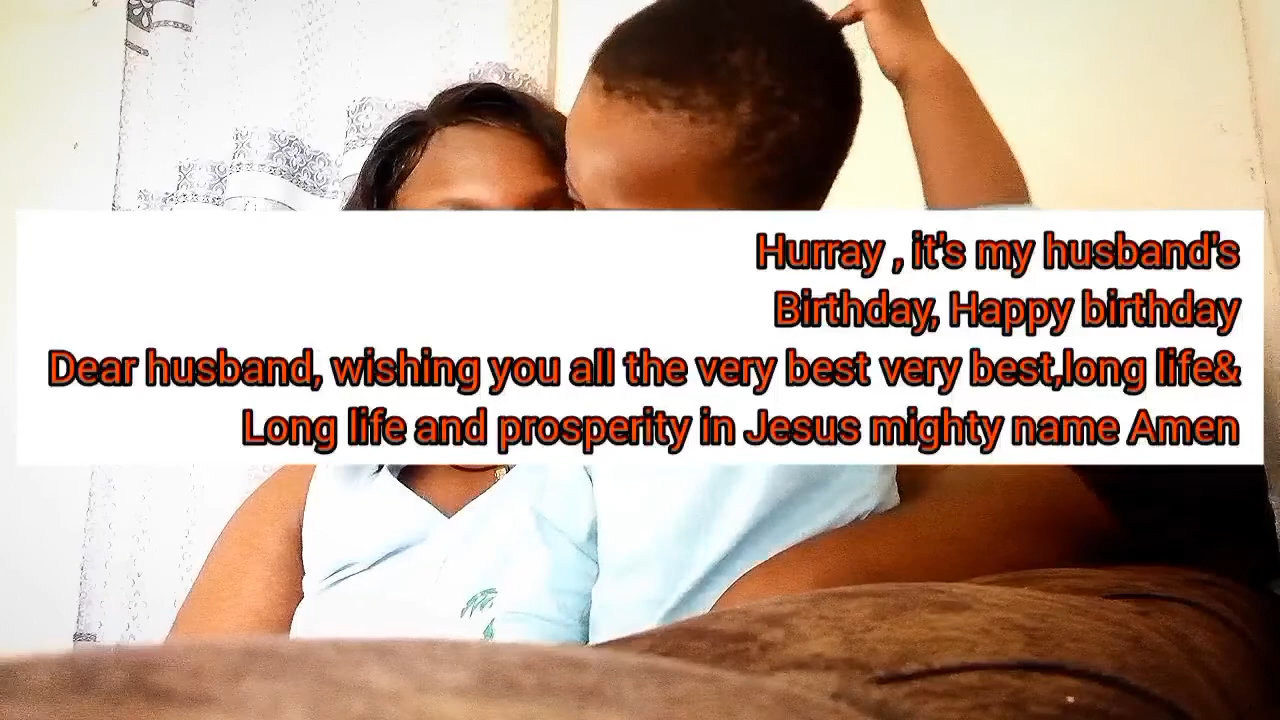 Hurray , it's my husband's
Birthday, Happy birthday
Dear husband, wishing you all the very best very best,long life&
Long life and prosperity in Jesus mighty name Amen